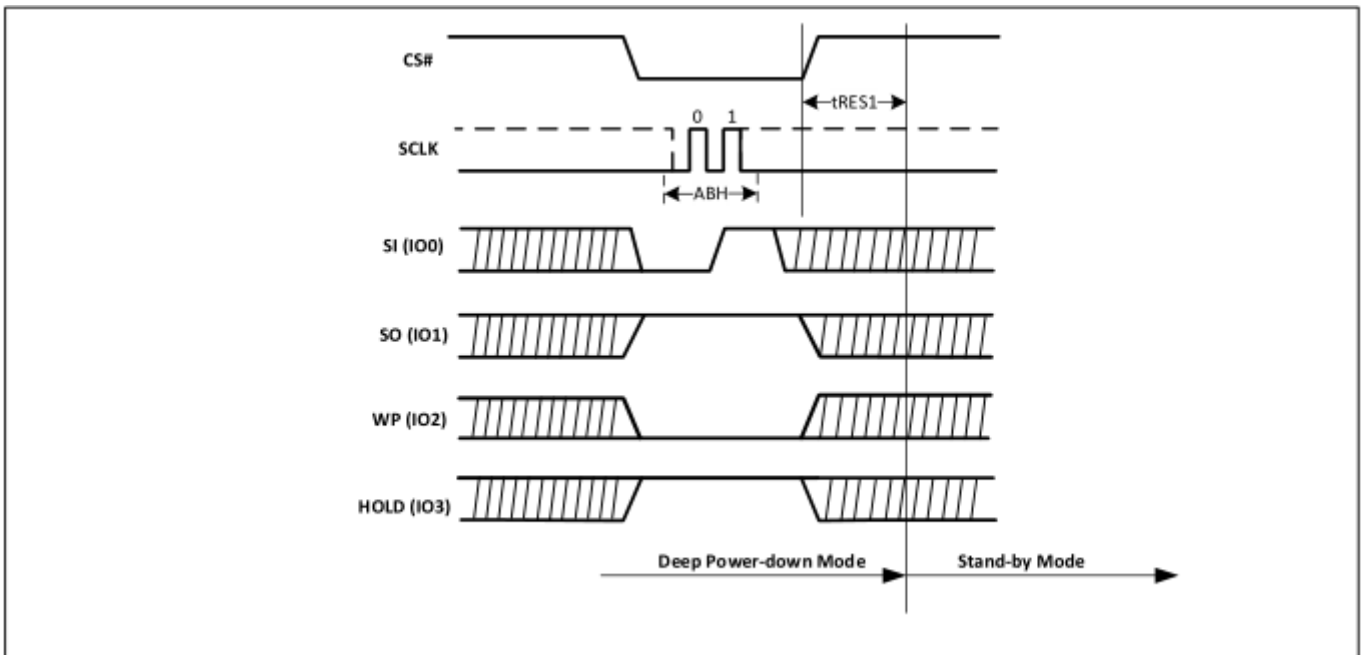 CS#
tRES1
0 1
SCLK
ABH
SI (IO0)
SO (IO1)
WP (IO2)
HOLD (IO3)
Deep Power-down Mode Stand-by Mode